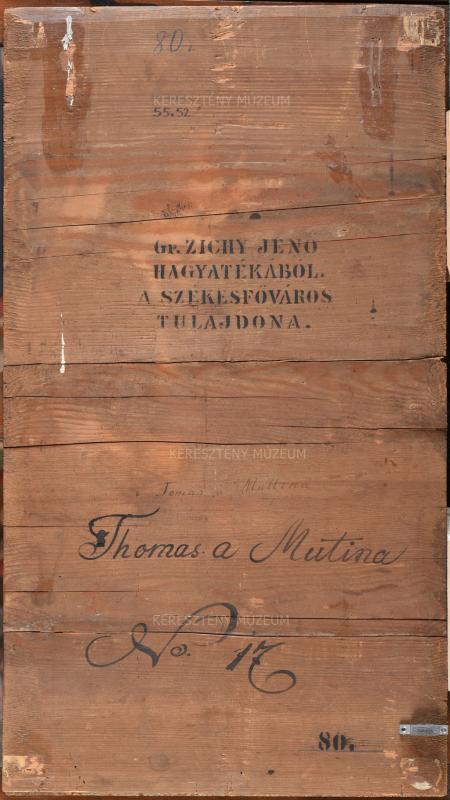 80.
KERESZTÉNY MÚZEUM
55.52
Gr. ZICHY JENŐ
HAGYATÉKÁBÓL.
A SZÉKESFŐVÁROS
TULAJDONA.
KERESZTÉNY MÚZEUM
Tomas a Muttina
Thomas. a Mutina
KERESZTÉNY MÚZEUM
No. 17
80.